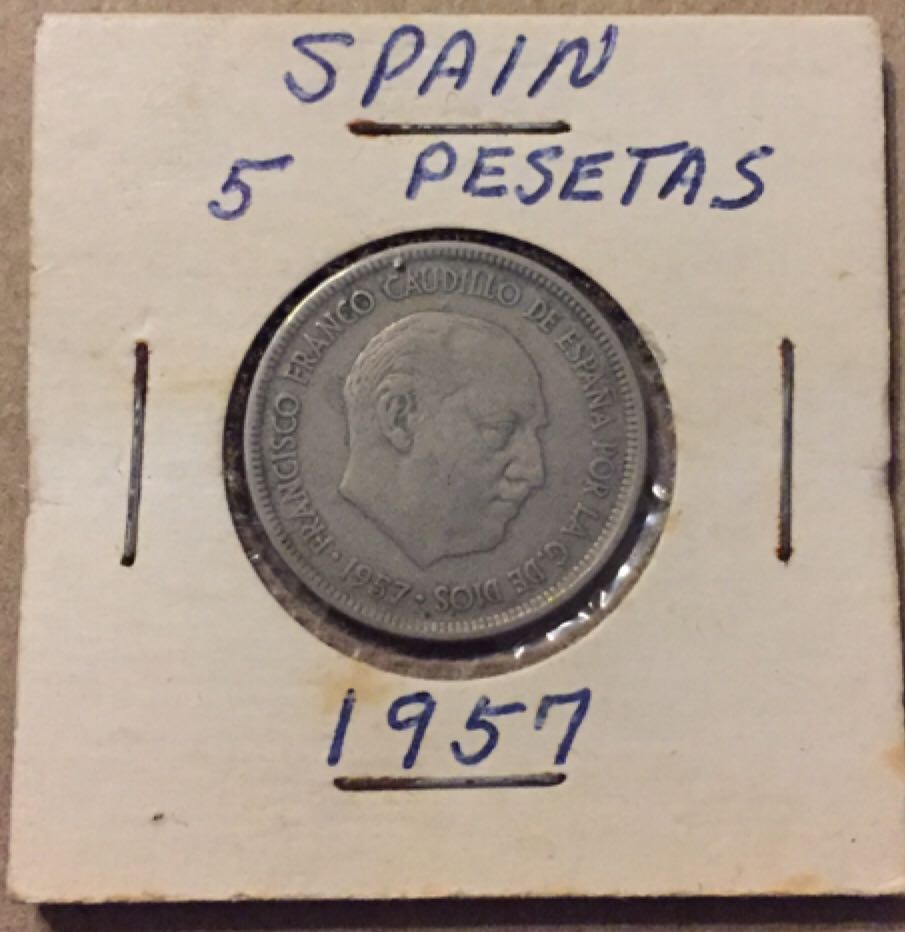 SPAIN
5 PESETAS
FRANCISCO FRANCO CAUDILLO DE ESPAÑA POR LA G. DE DIOS • 1957 •
1957